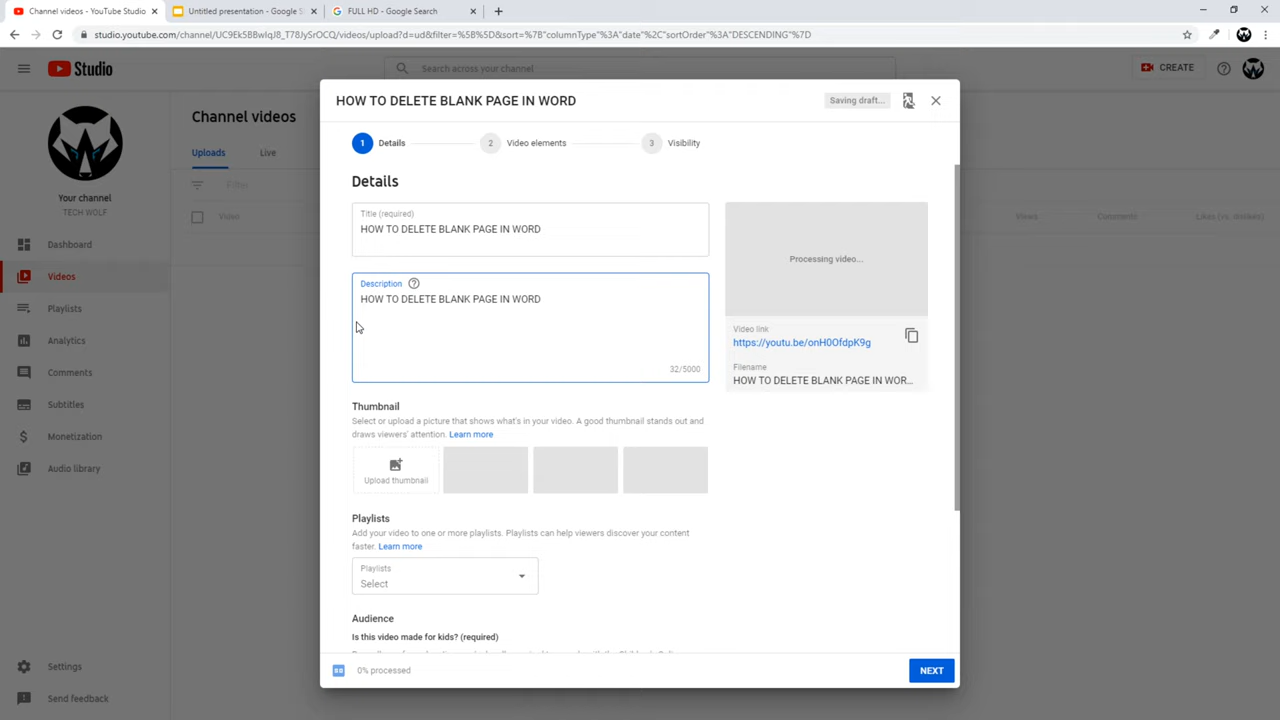 Channel videos - YouTube Studio
Untitled presentation - Google S
FULL HD - Google Search
studio.youtube.com/channel/UC9Ek5BBwIqJ8_T78JySrOCQ/videos/upload?d=ud&filter=%5B%5D&sort=%7B"columnType"%3A"date"%2C"sortOrder"%3A"DESCENDING"%7D
Studio
Search across your channel
CREATE
Your channel
TECH WOLF
Dashboard
Videos
Playlists
Analytics
Comments
Subtitles
Monetization
Audio library
Settings
Send feedback
Channel videos
Uploads
Live
Filter
Video
Views
Comments
Likes (vs. dislikes)
HOW TO DELETE BLANK PAGE IN WORD
Saving draft...
1 Details
2 Video elements
3 Visibility
Details
Title (required)
HOW TO DELETE BLANK PAGE IN WORD
Description
HOW TO DELETE BLANK PAGE IN WORD
32/5000
Processing video...
Video link
https://youtu.be/onH0OfdpK9g
Filename
HOW TO DELETE BLANK PAGE IN WOR...
Thumbnail
Select or upload a picture that shows what's in your video. A good thumbnail stands out and
draws viewers' attention. Learn more
Upload thumbnail
Playlists
Add your video to one or more playlists. Playlists can help viewers discover your content
faster. Learn more
Playlists
Select
Audience
Is this video made for kids? (required)
0% processed
NEXT